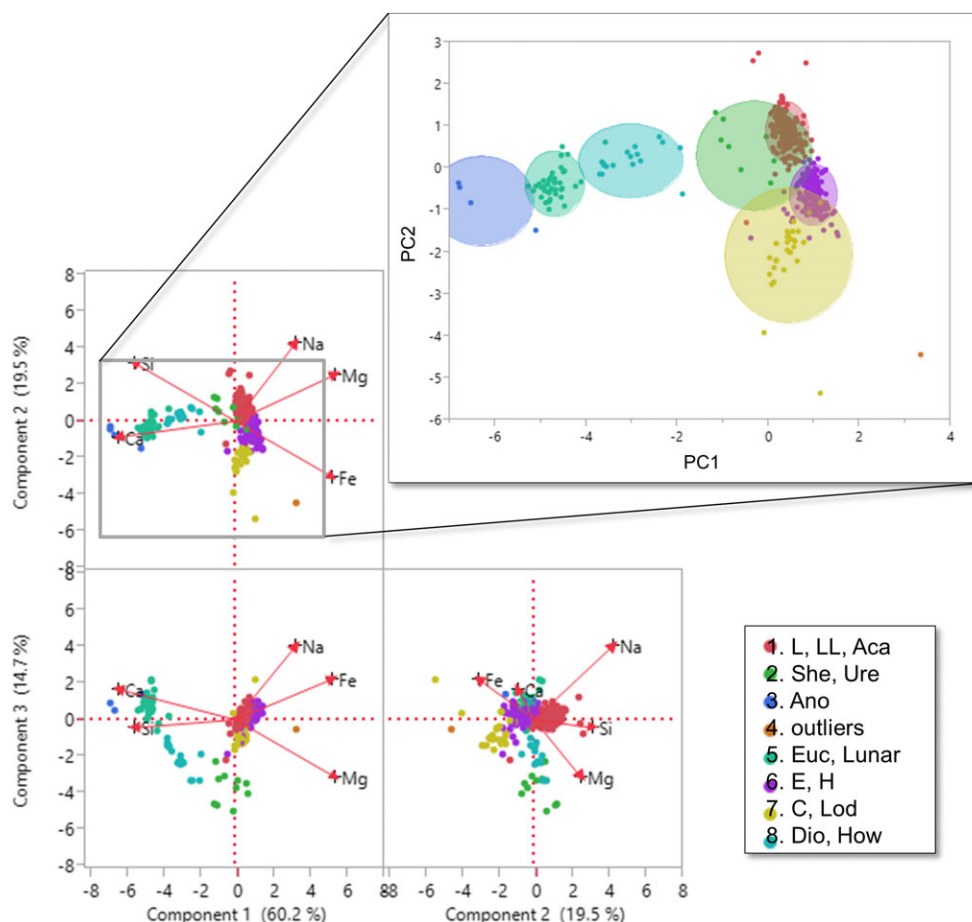 3
2
1
0
-1
-2
-3
-4
-5
-6
PC2
-6
-4
-2
0
2
4
PC1
8
6
4
2
0
-2
-4
-6
-8
Component 2 (19.5 %)
Si
Na
Mg
Ca
Fe
8
6
4
2
0
-2
-4
-6
-8
Component 3 (14.7 %)
Ca
Si
Na
Fe
Mg
Fe
Ca
Na
Si
Mg
-8
-6
-4
-2
0
2
4
6
8
Component 1 (60.2 %)
-8
-6
-4
-2
0
2
4
6
8
Component 2 (19.5 %)
1. L, LL, Aca
2. She, Ure
3. Ano
4. outliers
5. Euc, Lunar
6. E, H
7. C, Lod
8. Dio, How